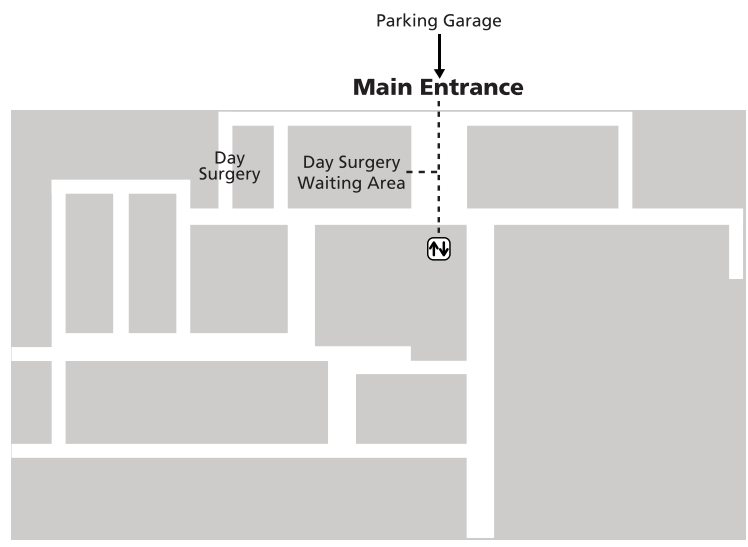 Parking Garage
Main Entrance
Day
Surgery
Day Surgery
Waiting Area